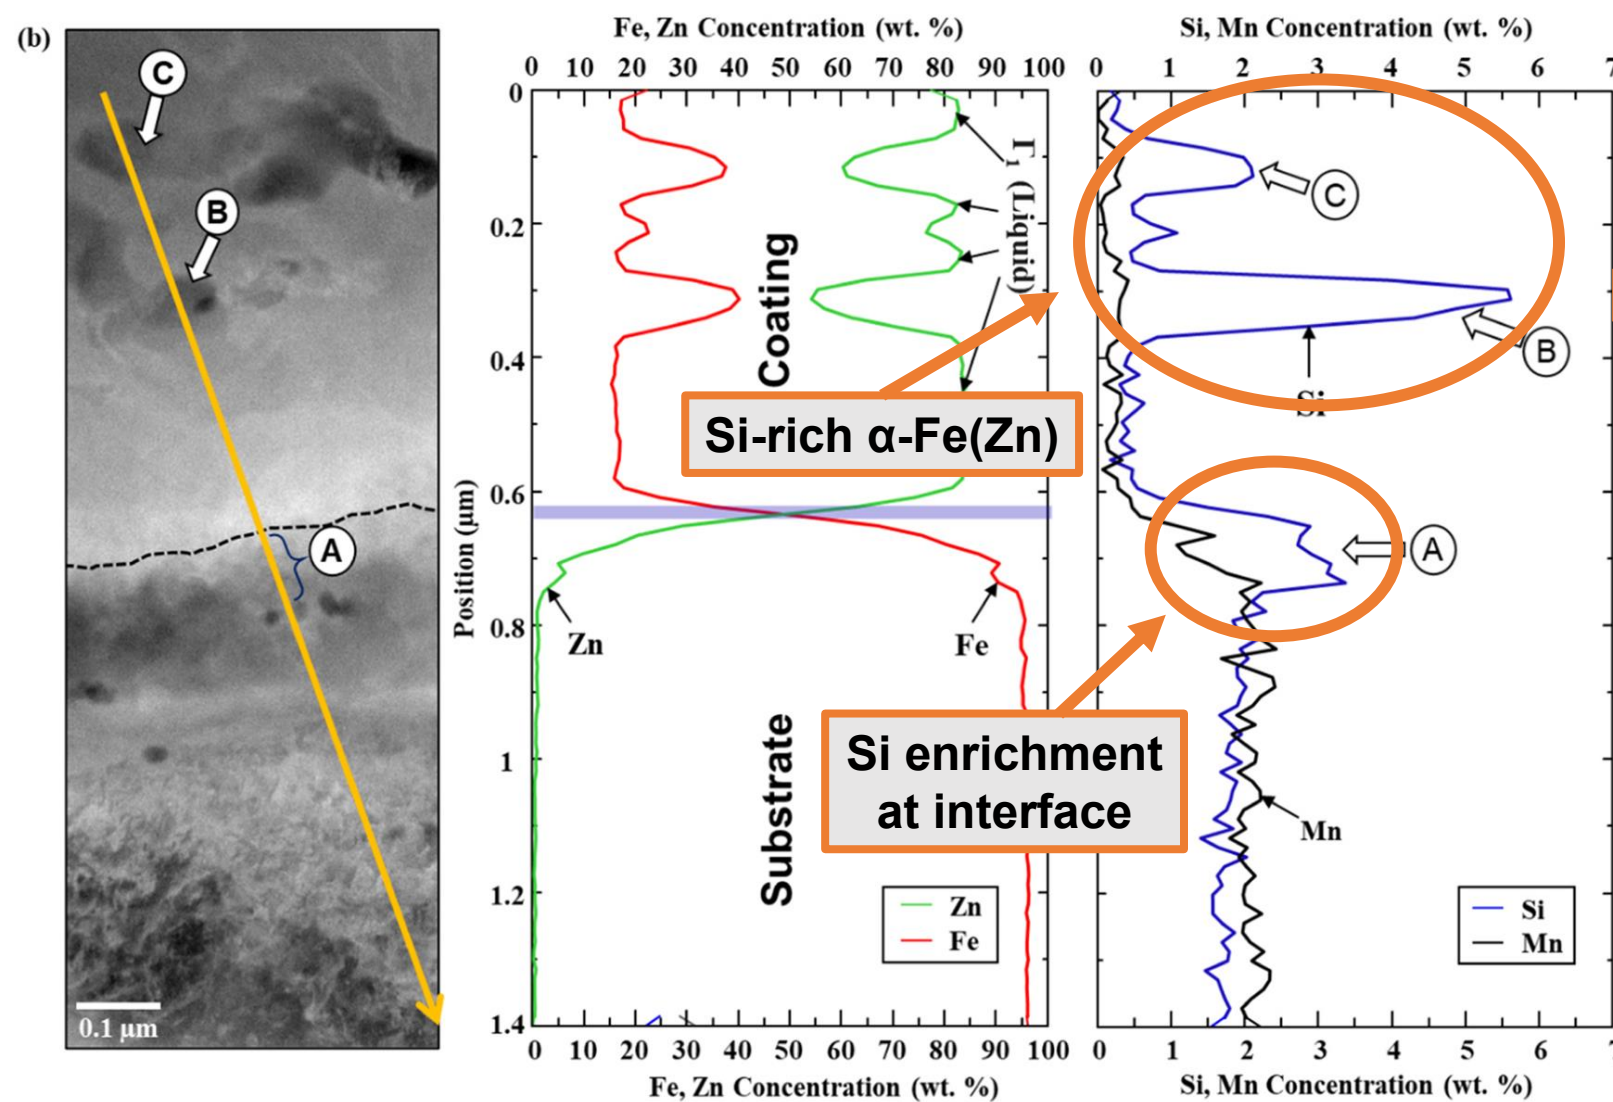 (b)
C
B
A
0.1 µm
Fe, Zn Concentration (wt. %)
0 10 20 30 40 50 60 70 80 90 100
Position (µm)
0
0.2
0.4
0.6
0.8
1
1.2
1.4
Γ₁ (Liquid)
Coating
Substrate
Zn
Fe
Zn
Fe
0 10 20 30 40 50 60 70 80 90 100
Fe, Zn Concentration (wt. %)
Si-rich α-Fe(Zn)
Si enrichment
at interface
Si, Mn Concentration (wt. %)
0 1 2 3 4 5 6 7
C
B
Si
A
Mn
Si
Mn
0 1 2 3 4 5 6 7
Si, Mn Concentration (wt. %)